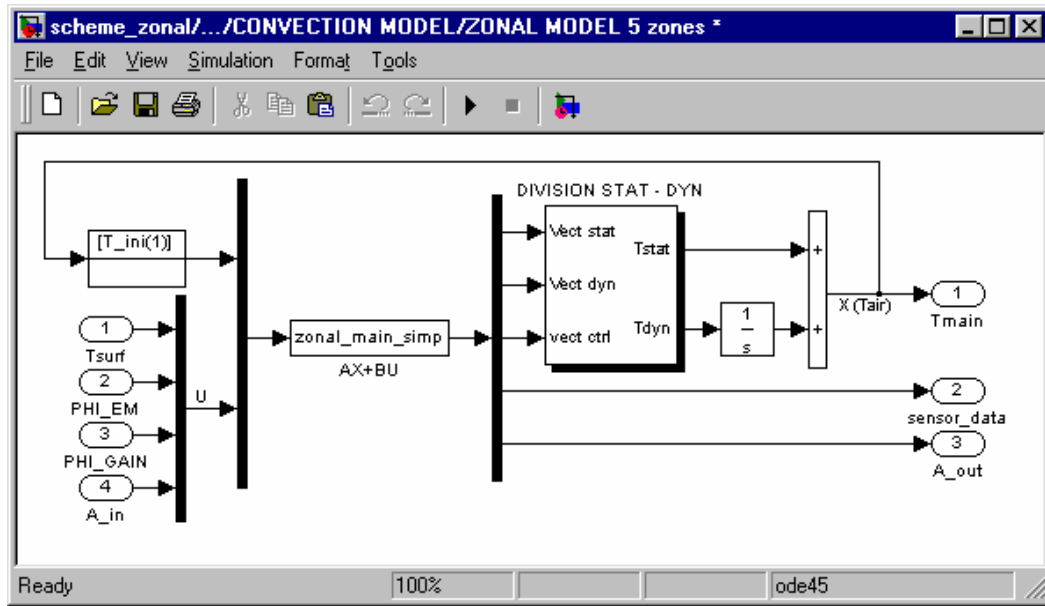 scheme_zonal/.../CONVECTION MODEL/ZONAL MODEL 5 zones *
File Edit View Simulation Format Tools
DIVISION STAT - DYN
[T_ini(1)]
Vect stat
Tstat
Vect dyn
vect ctrl
Tdyn
1
s
+
+
X (Tair)
1
Tmain
1
Tsurf
2
PHI_EM
U
3
PHI_GAIN
4
A_in
zonal_main_simp
AX+BU
2
sensor_data
3
A_out
Ready 100% ode45